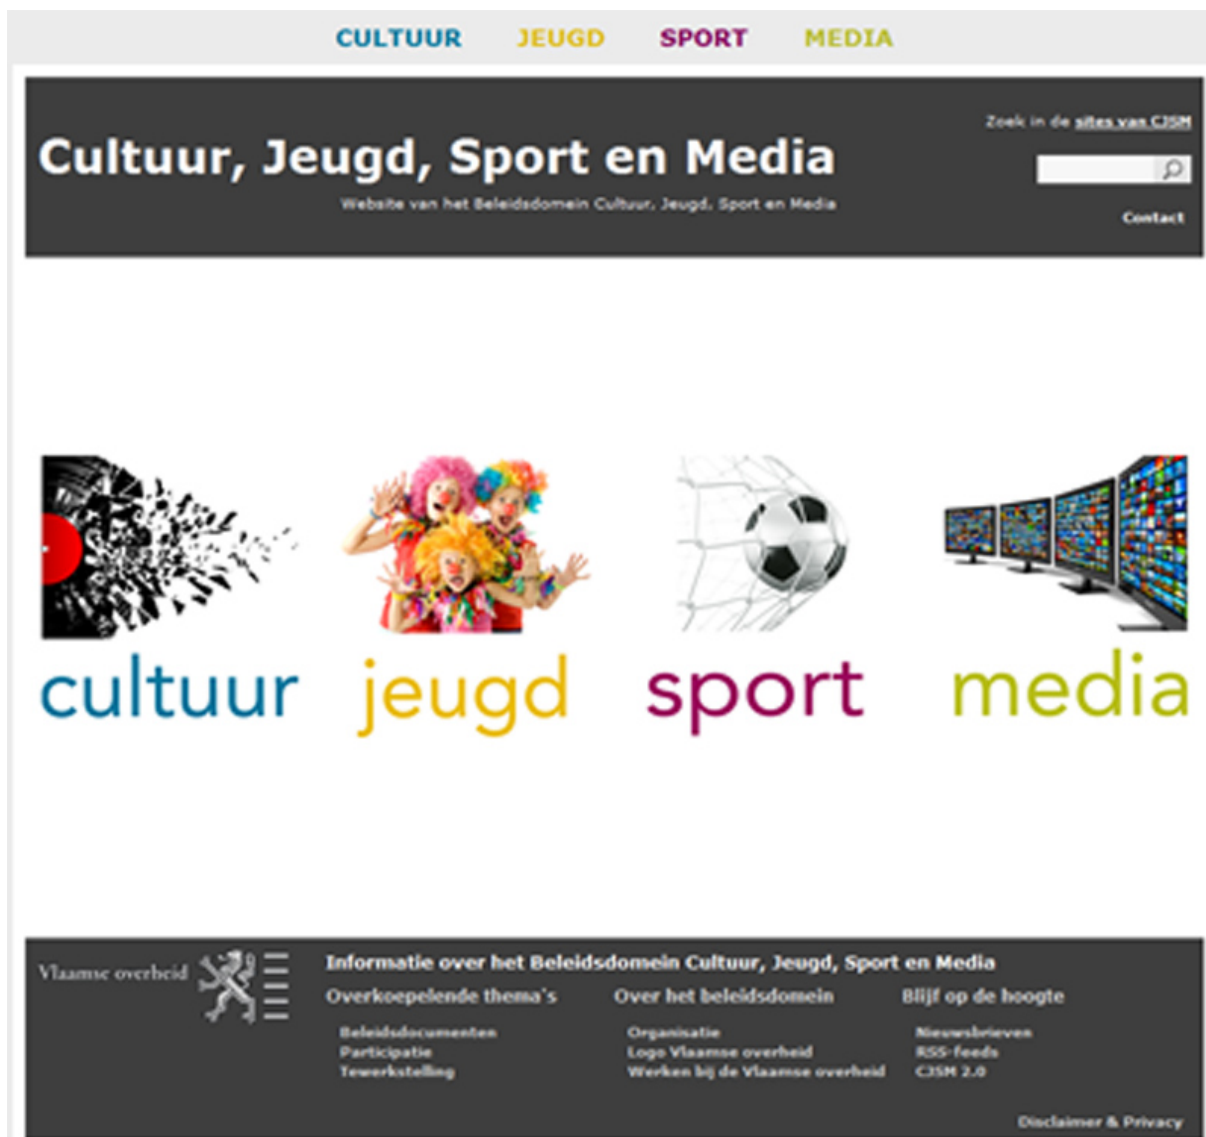 CULTUUR JEUGD SPORT MEDIA
Zoek in de sites van CJSM
Cultuur, Jeugd, Sport en Media
Website van het Beleidsdomein Cultuur, Jeugd, Sport en Media
Contact
cultuur jeugd sport media
Vlaamse overheid
Informatie over het Beleidsdomein Cultuur, Jeugd, Sport en Media
Overkoepelende thema's Over het beleidsdomein Blijf op de hoogte
Beleidsdocumenten Organisatie Nieuwsbrieven
Participatie Logo Vlaamse overheid RSS-feeds
Tewerkstelling Werken bij de Vlaamse overheid CJSM 2.0
Disclaimer & Privacy